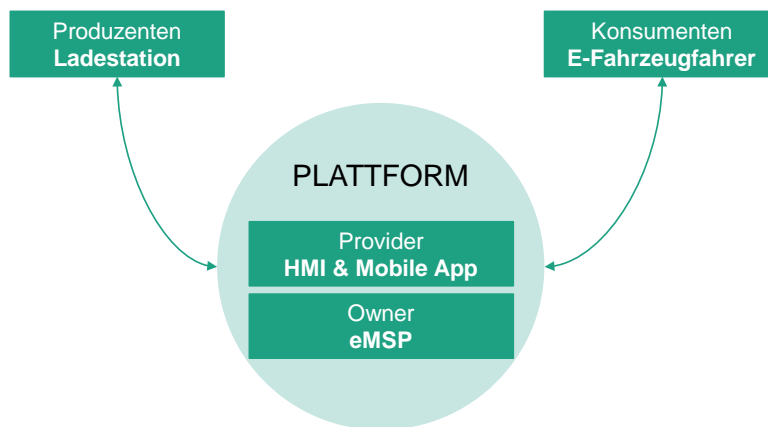 Produzenten
Ladestation
Konsumenten
E-Fahrzeugfahrer
PLATTFORM
Provider
HMI & Mobile App
Owner
eMSP